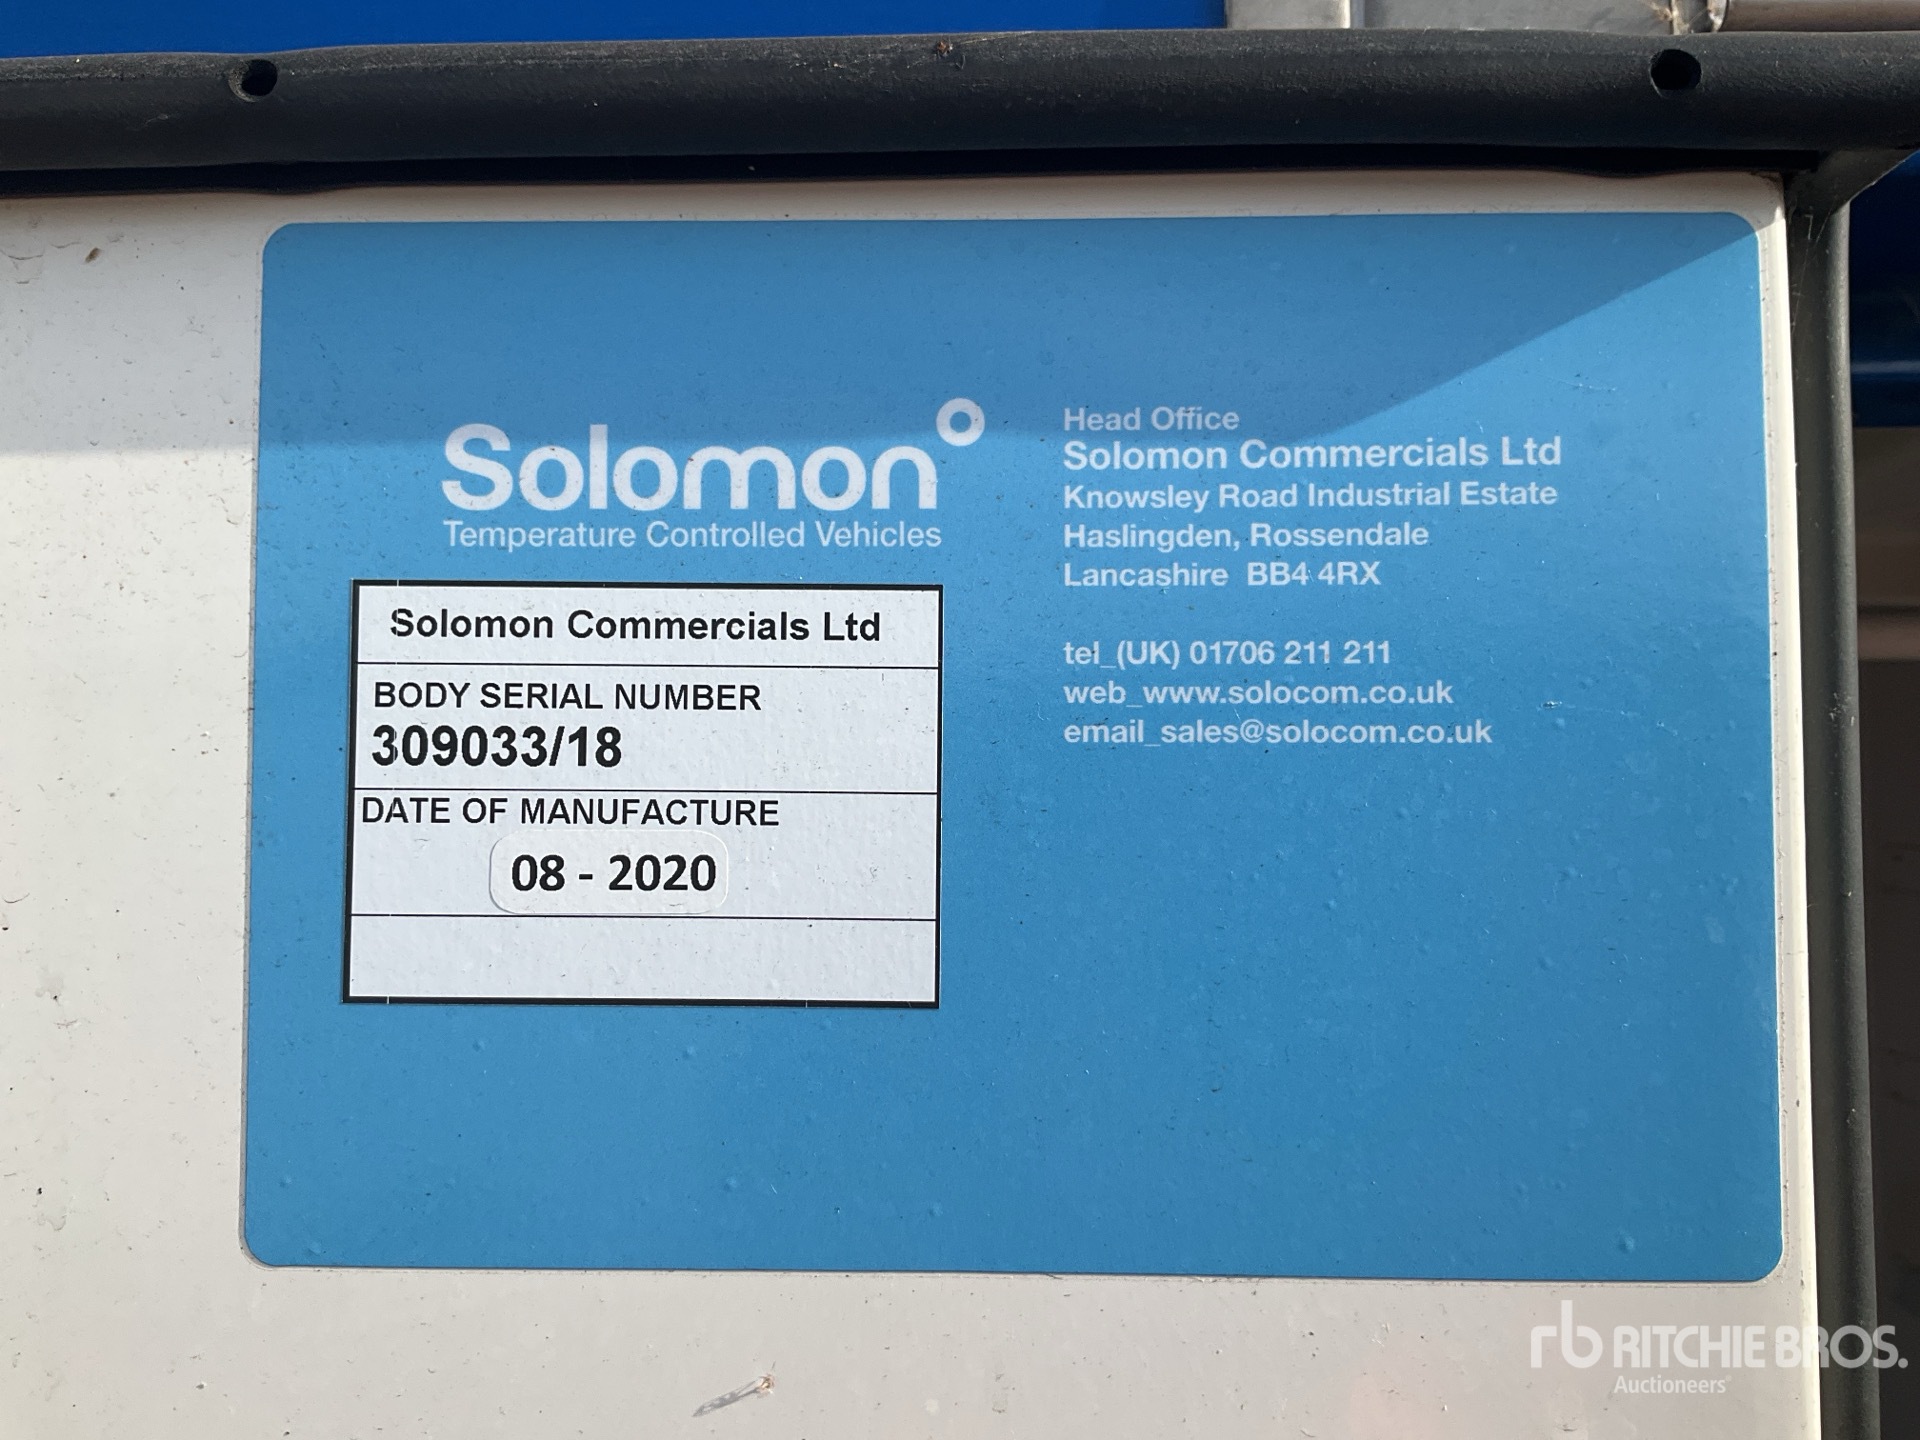 Solomon
Temperature Controlled Vehicles
Solomon Commercials Ltd
BODY SERIAL NUMBER
309033/18
DATE OF MANUFACTURE
08 - 2020
Head Office
Solomon Commercials Ltd
Knowsley Road Industrial Estate
Haslingden, Rossendale
Lancashire BB4 4RX
tel_(UK) 01706 211 211
web_www.solocom.co.uk
email_sales@solocom.co.uk
rb RITCHIE BROS.
Auctioneers